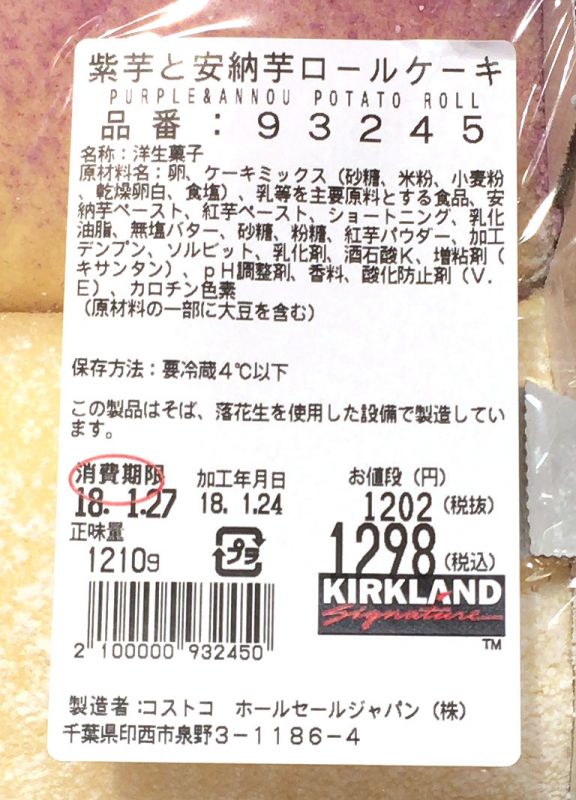 紫芋と安納芋ロールケーキ
PURPLE&ANNOU POTATO ROLL
品番：93245
名称：洋生菓子
原材料名：卵、ケーキミックス（砂糖、米粉、小麦粉
、乾燥卵白、食塩）、乳等を主要原料とする食品、安
納芋ペースト、紅芋ペースト、ショートニング、乳化
油脂、無塩バター、砂糖、粉糖、紅芋パウダー、加工
デンプン、ソルビット、乳化剤、酒石酸K、増粘剤（
キサンタン）、pH調整剤、香料、酸化防止剤（V．
E）、カロチン色素
（原材料の一部に大豆を含む）
保存方法：要冷蔵4℃以下
この製品はそば、落花生を使用した設備で製造してい
ます。
消費期限 加工年月日 お値段（円）
18. 1.27 18. 1.24 1202（税抜）
正味量
1210g プラ 1298（税込）
KIRKLAND
Signature
TM
2 100000 932450
製造者：コストコ ホールセールジャパン（株）
千葉県印西市泉野3－1186－4